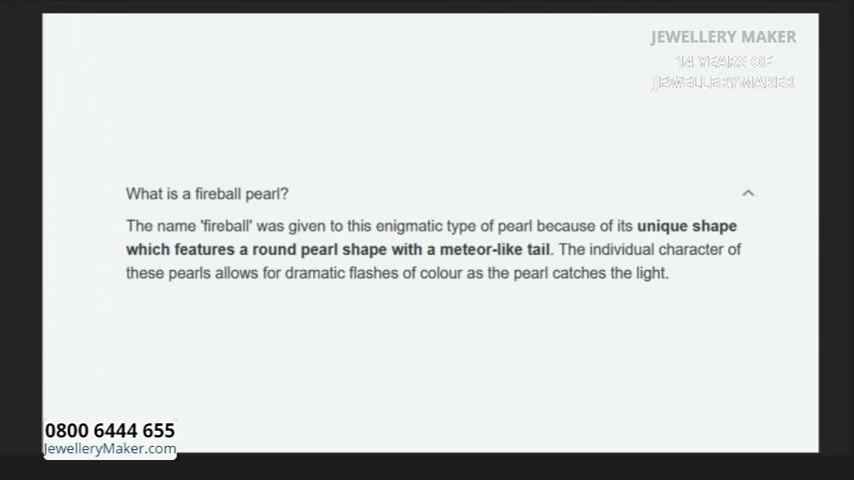 JEWELLERY MAKER
14 YEARS OF
JEWELLERYMAKER
What is a fireball pearl?
The name 'fireball' was given to this enigmatic type of pearl because of its unique shape
which features a round pearl shape with a meteor-like tail. The individual character of
these pearls allows for dramatic flashes of colour as the pearl catches the light.
0800 6444 655
JewelleryMaker.com